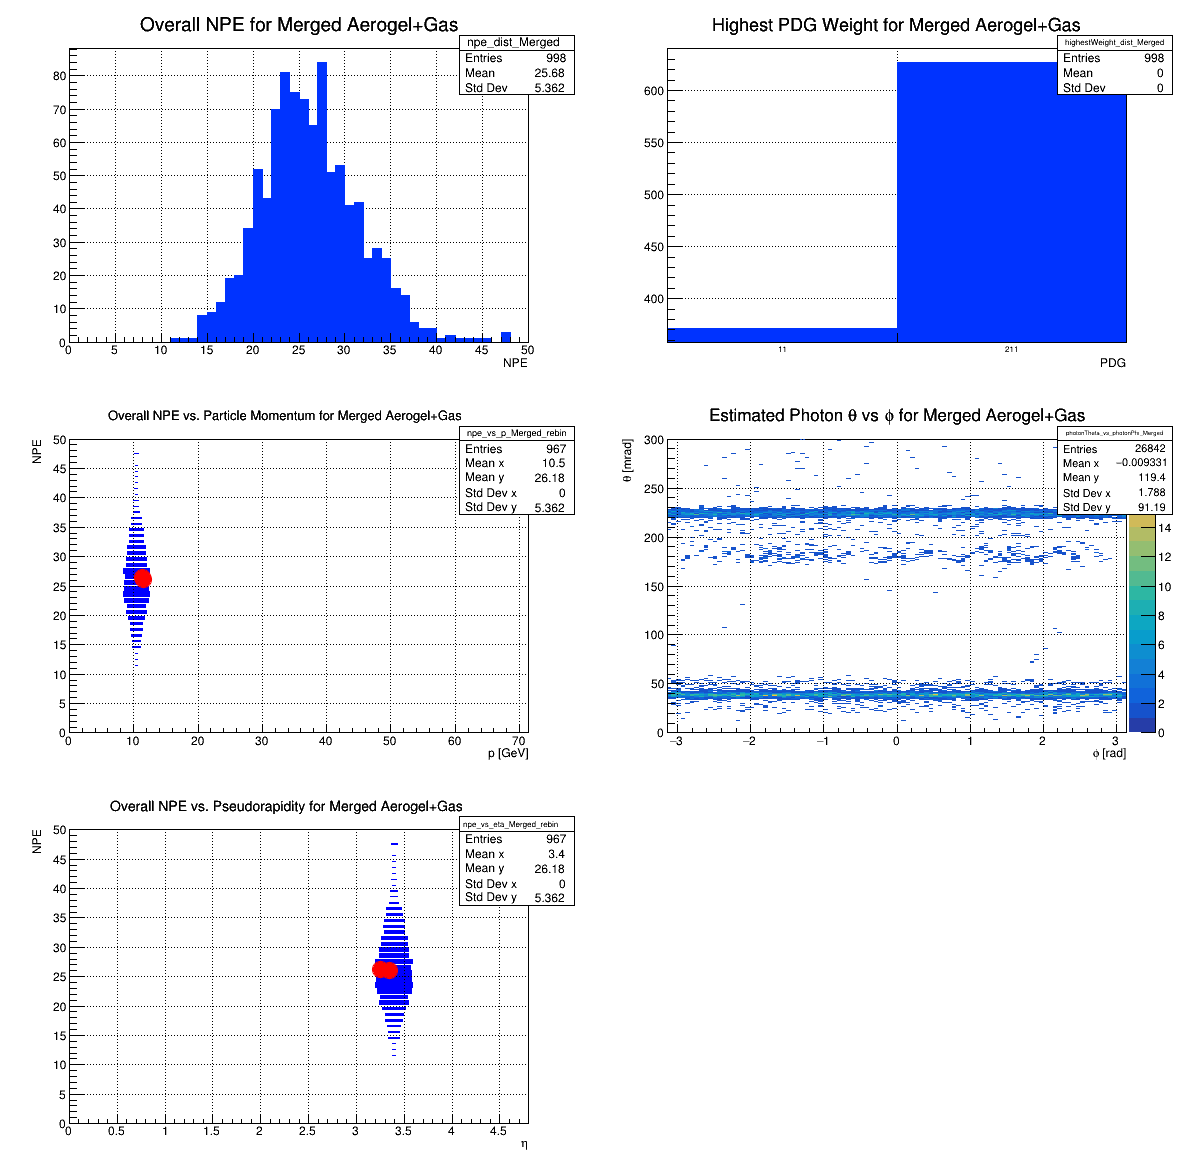 Overall NPE for Merged Aerogel+Gas
npe_dist_Merged
Entries 998
Mean 25.68
Std Dev 5.362
80
70
60
50
40
30
20
10
0
0 5 10 15 20 25 30 35 40 45 50
NPE
Highest PDG Weight for Merged Aerogel+Gas
highestWeight_dist_Merged
Entries 998
Mean 0
Std Dev 0
600
550
500
450
400
11 211
PDG
Overall NPE vs. Particle Momentum for Merged Aerogel+Gas
npe_vs_p_Merged_rebin
Entries 967
Mean x 10.5
Mean y 26.18
Std Dev x 0
Std Dev y 5.362
NPE
50
45
40
35
30
25
20
15
10
5
0
0 10 20 30 40 50 60 70
p [GeV]
Estimated Photon θ vs ϕ for Merged Aerogel+Gas
photonTheta_vs_photonPhi_Merged
Entries 26842
Mean x −0.009331
Mean y 119.4
Std Dev x 1.788
Std Dev y 91.19
θ [mrad]
300
250
200
150
100
50
0
−3 −2 −1 0 1 2 3
ϕ [rad]
14
12
10
8
6
4
2
0
Overall NPE vs. Pseudorapidity for Merged Aerogel+Gas
npe_vs_eta_Merged_rebin
Entries 967
Mean x 3.4
Mean y 26.18
Std Dev x 0
Std Dev y 5.362
NPE
50
45
40
35
30
25
20
15
10
5
0
0 0.5 1 1.5 2 2.5 3 3.5 4 4.5
η